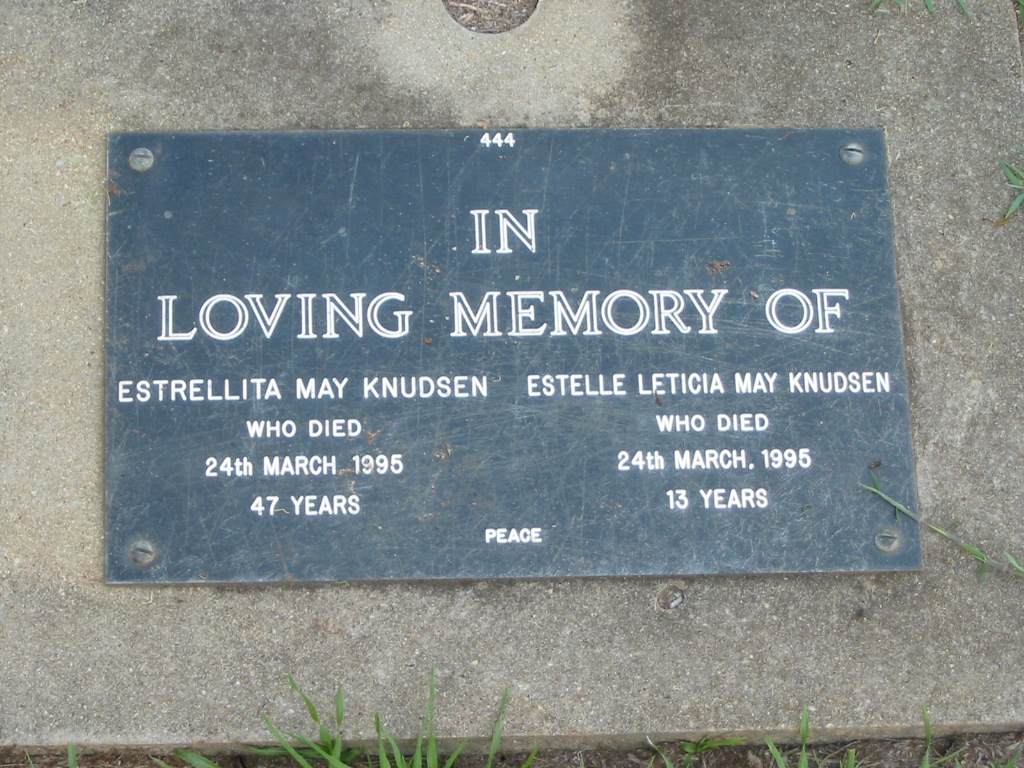 444
IN
LOVING MEMORY OF
ESTRELLITA MAY KNUDSEN
WHO DIED
24th MARCH, 1995
47 YEARS
ESTELLE LETICIA MAY KNUDSEN
WHO DIED
24th MARCH, 1995
13 YEARS
PEACE